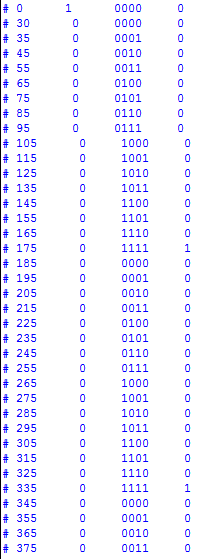 # 0 1 0000 0
# 30 0 0000 0
# 35 0 0001 0
# 45 0 0010 0
# 55 0 0011 0
# 65 0 0100 0
# 75 0 0101 0
# 85 0 0110 0
# 95 0 0111 0
# 105 0 1000 0
# 115 0 1001 0
# 125 0 1010 0
# 135 0 1011 0
# 145 0 1100 0
# 155 0 1101 0
# 165 0 1110 0
# 175 0 1111 1
# 185 0 0000 0
# 195 0 0001 0
# 205 0 0010 0
# 215 0 0011 0
# 225 0 0100 0
# 235 0 0101 0
# 245 0 0110 0
# 255 0 0111 0
# 265 0 1000 0
# 275 0 1001 0
# 285 0 1010 0
# 295 0 1011 0
# 305 0 1100 0
# 315 0 1101 0
# 325 0 1110 0
# 335 0 1111 1
# 345 0 0000 0
# 355 0 0001 0
# 365 0 0010 0
# 375 0 0011 0